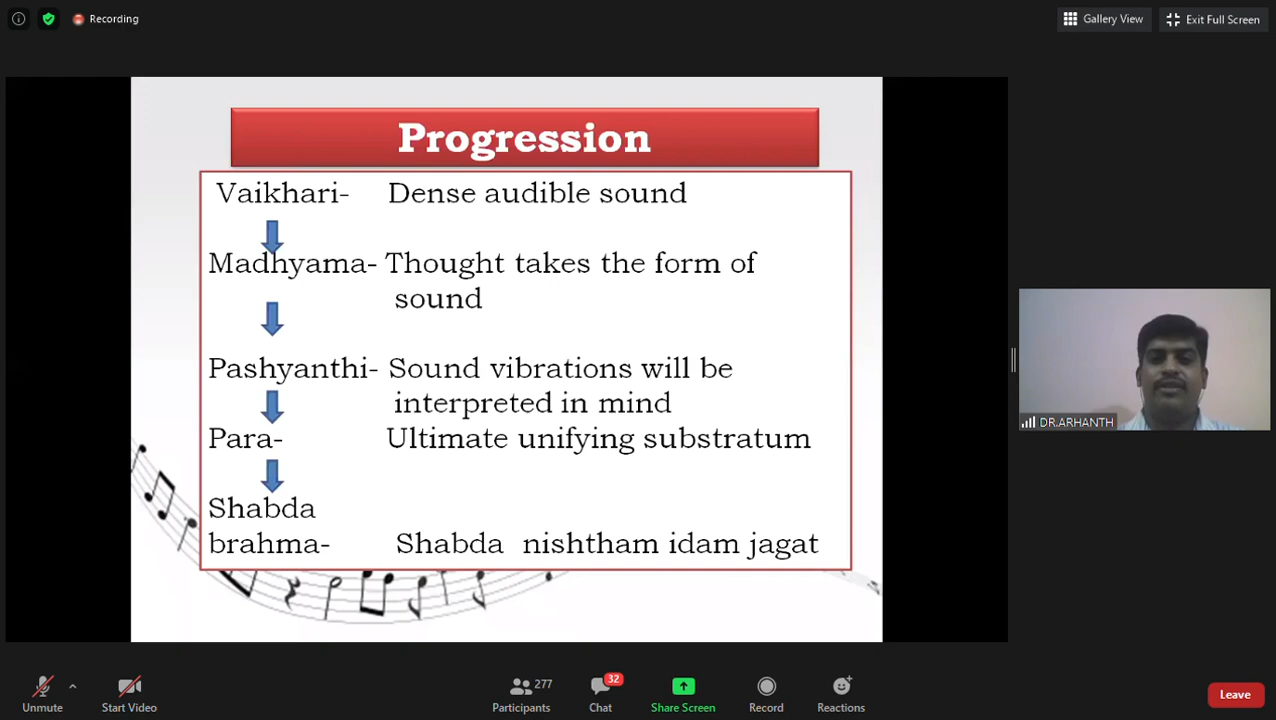 Recording
Gallery View
Exit Full Screen
Progression
Vaikhari- Dense audible sound
Madhyama- Thought takes the form of
sound
Pashyanthi- Sound vibrations will be
interpreted in mind
Para- Ultimate unifying substratum
Shabda
brahma- Shabda nishtham idam jagat
DR.ARHANTH
Unmute
Start Video
277
Participants
32
Chat
Share Screen
Record
Reactions
Leave